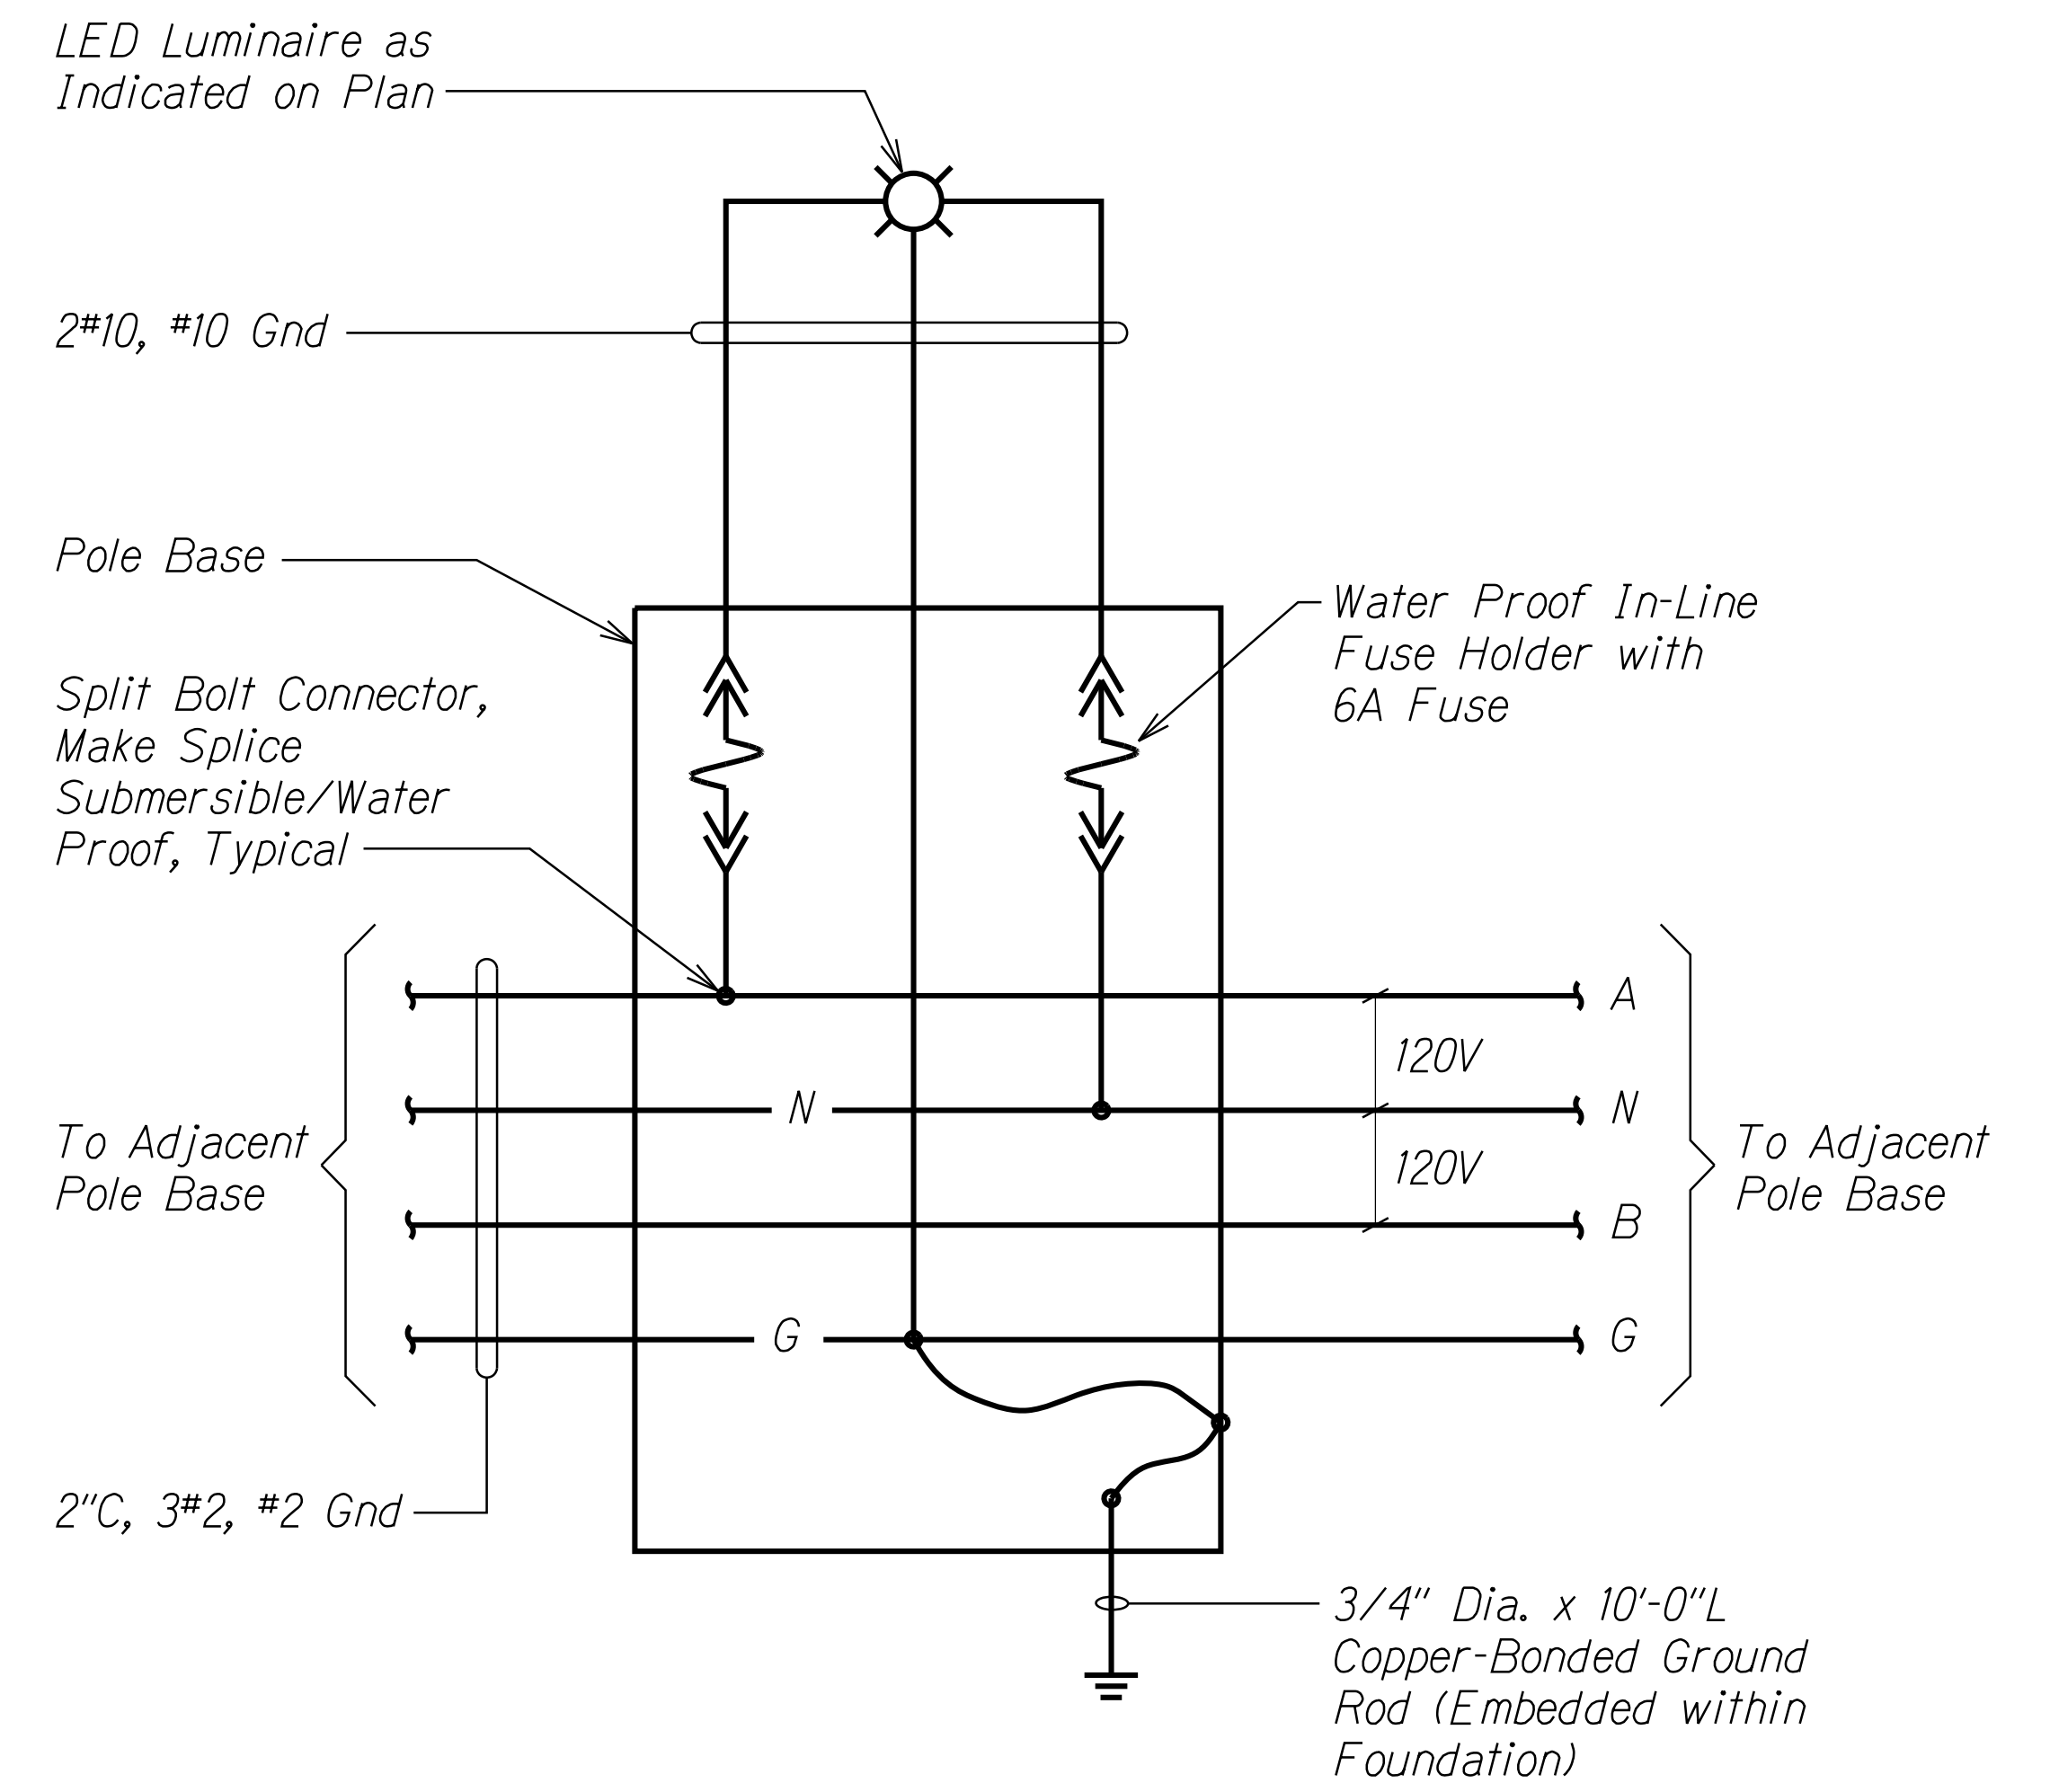 LED Luminaire as
Indicated on Plan
2#10, #10 Gnd
Pole Base
Water Proof In-Line
Fuse Holder with
6A Fuse
Split Bolt Connector,
Make Splice
Submersible/Water
Proof, Typical
A
120V
N
N
To Adjacent
Pole Base
To Adjacent
Pole Base
120V
B
G
G
2"C, 3#2, #2 Gnd
3/4" Dia. x 10'-0"L
Copper-Bonded Ground
Rod (Embedded within
Foundation)